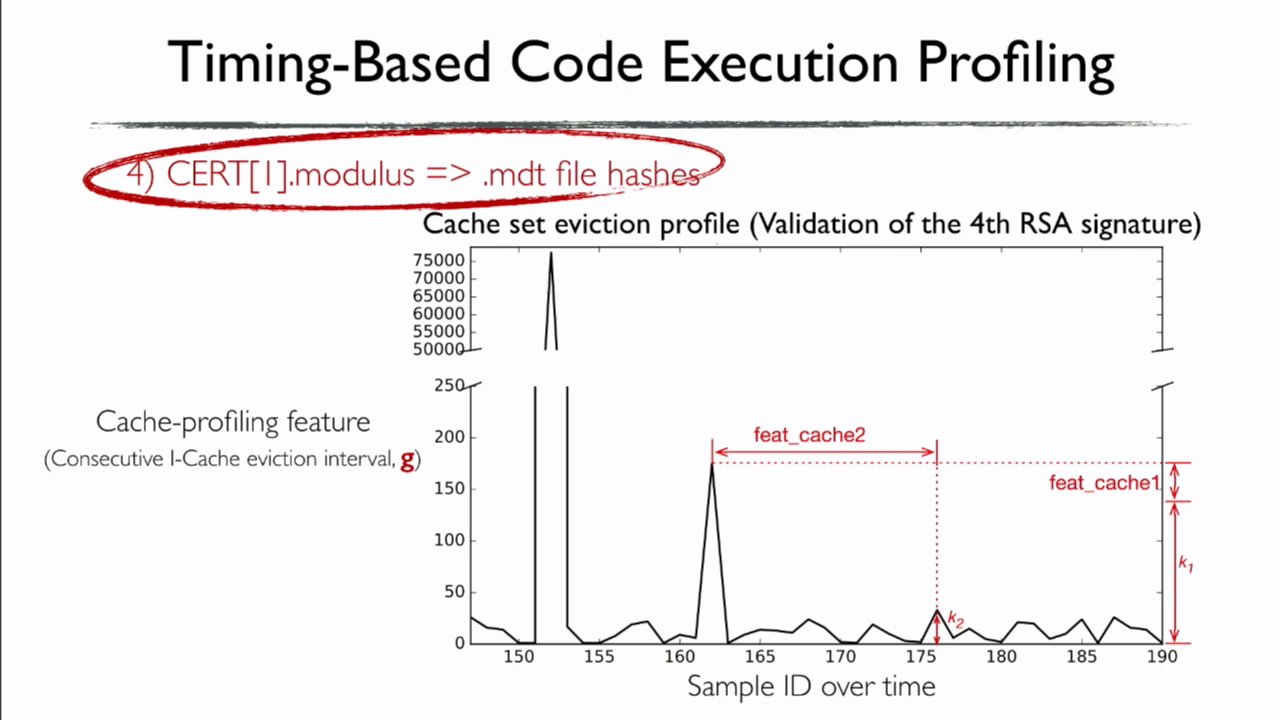 Timing-Based Code Execution Profiling
4) CERT[1].modulus => .mdt file hashes
Cache set eviction profile (Validation of the 4th RSA signature)
75000
70000
65000
60000
55000
50000
250
200
150
100
50
0
Cache-profiling feature
(Consecutive I-Cache eviction interval, g)
feat_cache2
feat_cache1
k1
k2
150 155 160 165 170 175 180 185 190
Sample ID over time